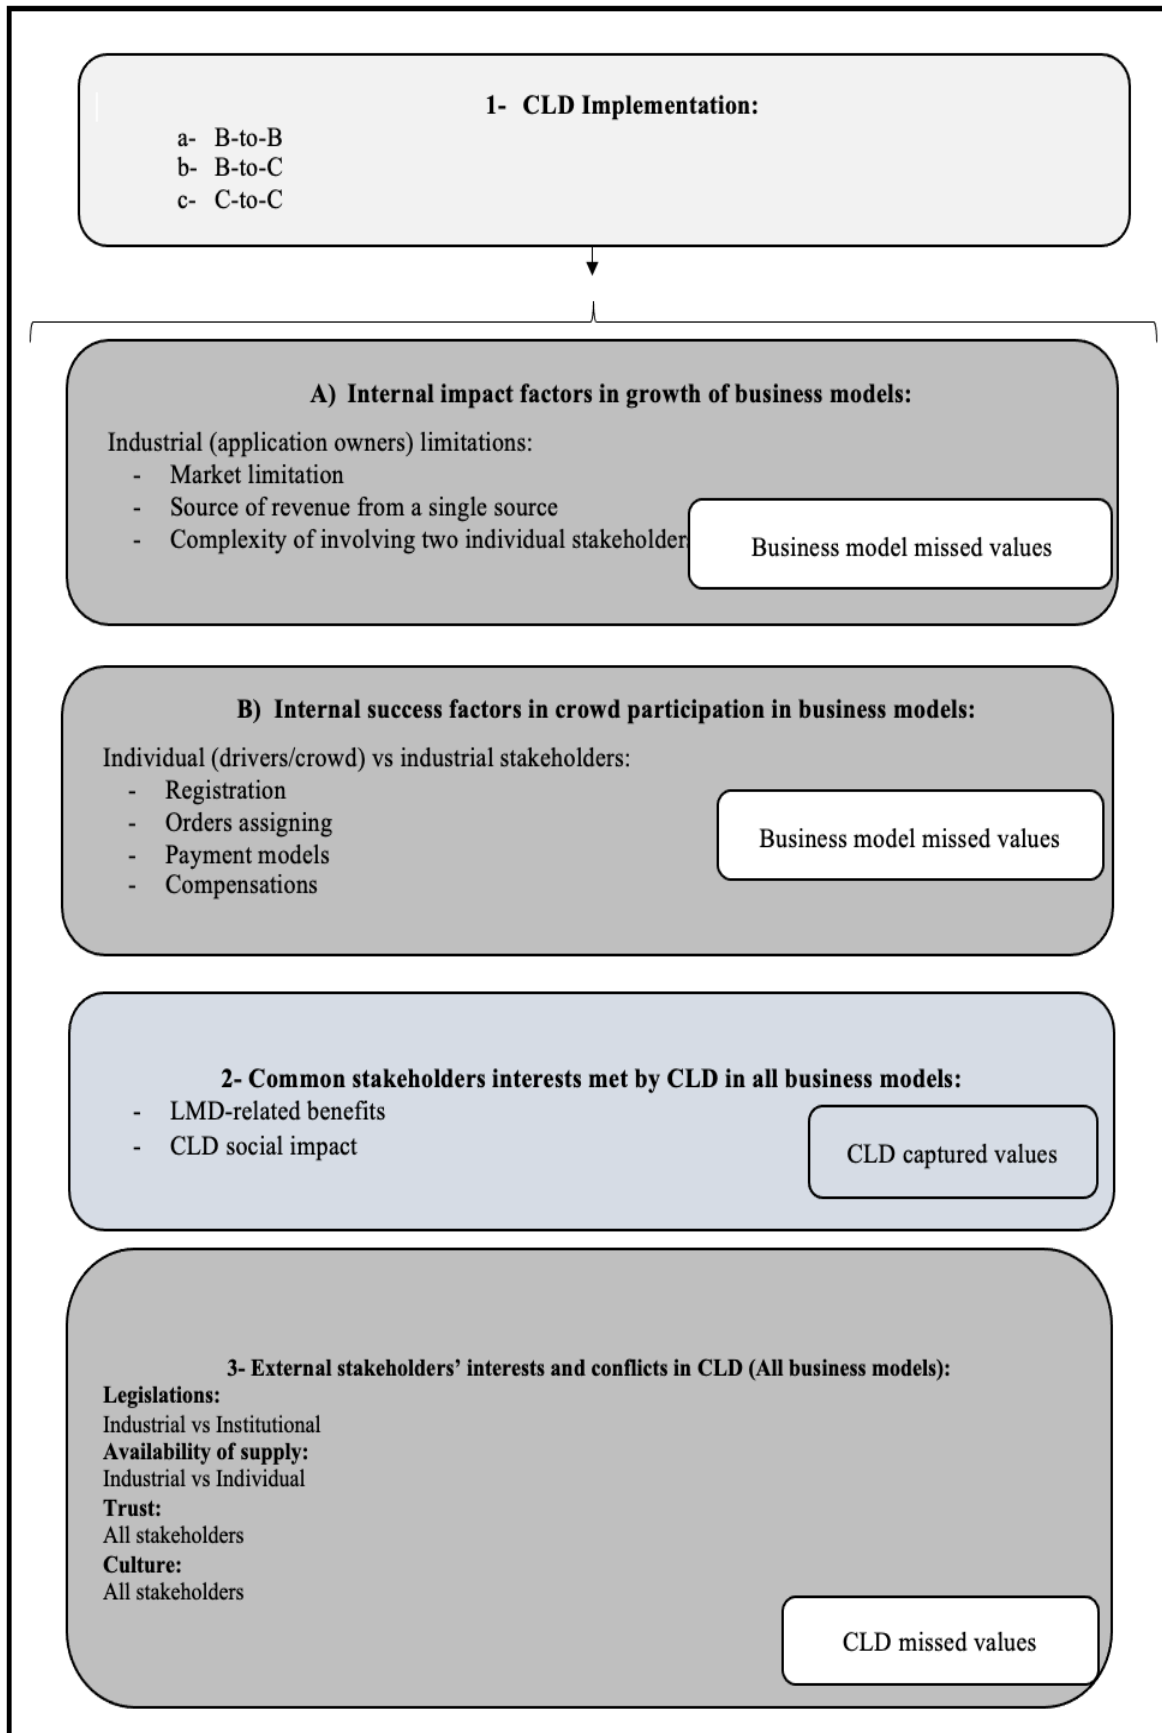 1- CLD Implementation:
a- B-to-B
b- B-to-C
c- C-to-C
A) Internal impact factors in growth of business models:
Industrial (application owners) limitations:
- Market limitation
- Source of revenue from a single source
- Complexity of involving two individual stakeholder
Business model missed values
B) Internal success factors in crowd participation in business models:
Individual (drivers/crowd) vs industrial stakeholders:
- Registration
- Orders assigning
- Payment models
- Compensations
Business model missed values
2- Common stakeholders interests met by CLD in all business models:
- LMD-related benefits
- CLD social impact
CLD captured values
3- External stakeholders’ interests and conflicts in CLD (All business models):
Legislations:
Industrial vs Institutional
Availability of supply:
Industrial vs Individual
Trust:
All stakeholders
Culture:
All stakeholders
CLD missed values